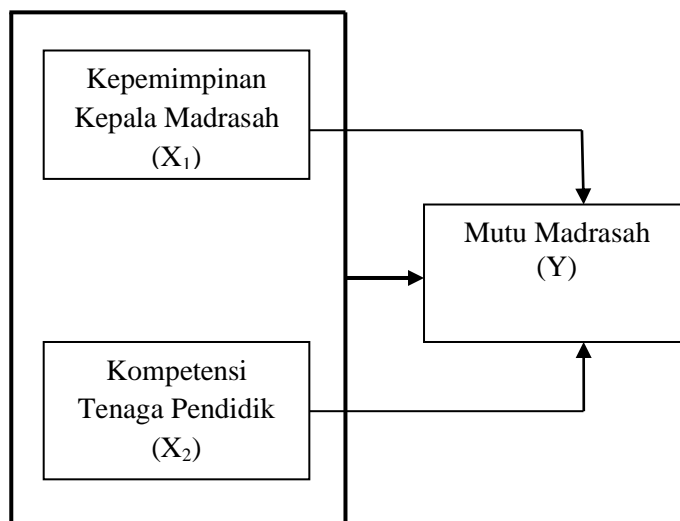 Kepemimpinan
Kepala Madrasah
(X₁)
Mutu Madrasah
(Y)
Kompetensi
Tenaga Pendidik
(X₂)